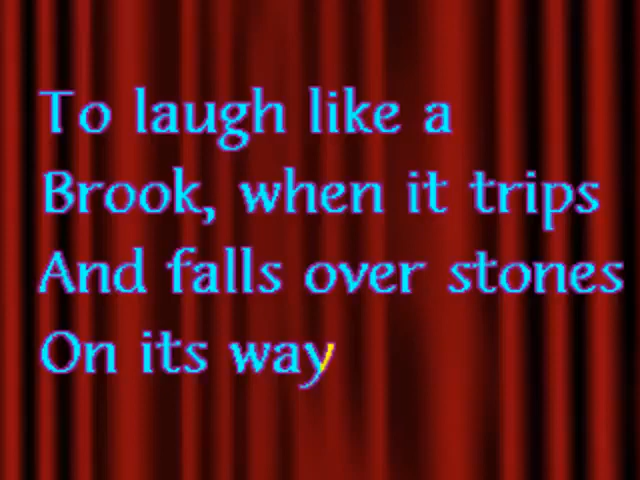 To laugh like a
Brook, when it trips
And falls over stones
On its way